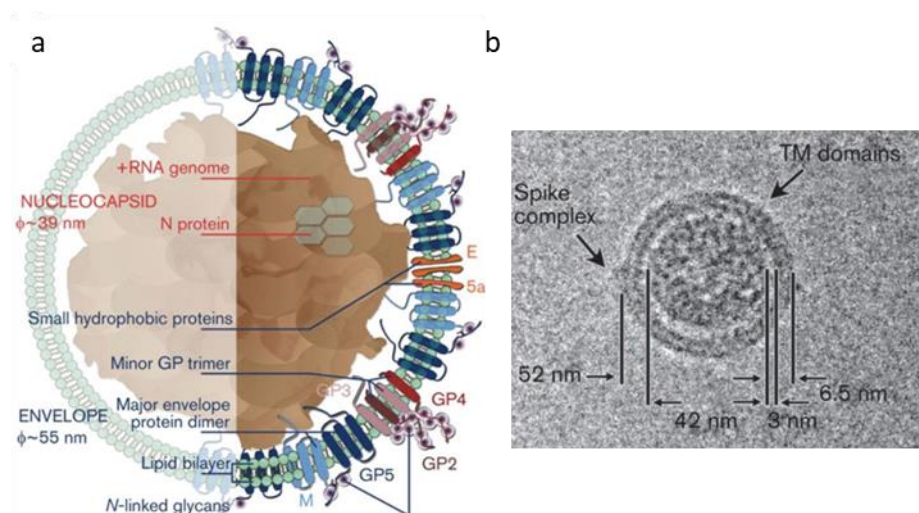 a
+RNA genome
NUCLEOCAPSID
ϕ~39 nm
N protein
E
5a
Small hydrophobic proteins
Minor GP trimer
GP3
GP4
Major envelope
protein dimer
ENVELOPE
ϕ~55 nm
GP2
Lipid bilayer
GP5
M
N-linked glycans
b
TM domains
Spike
complex
52 nm
6.5 nm
42 nm
3 nm